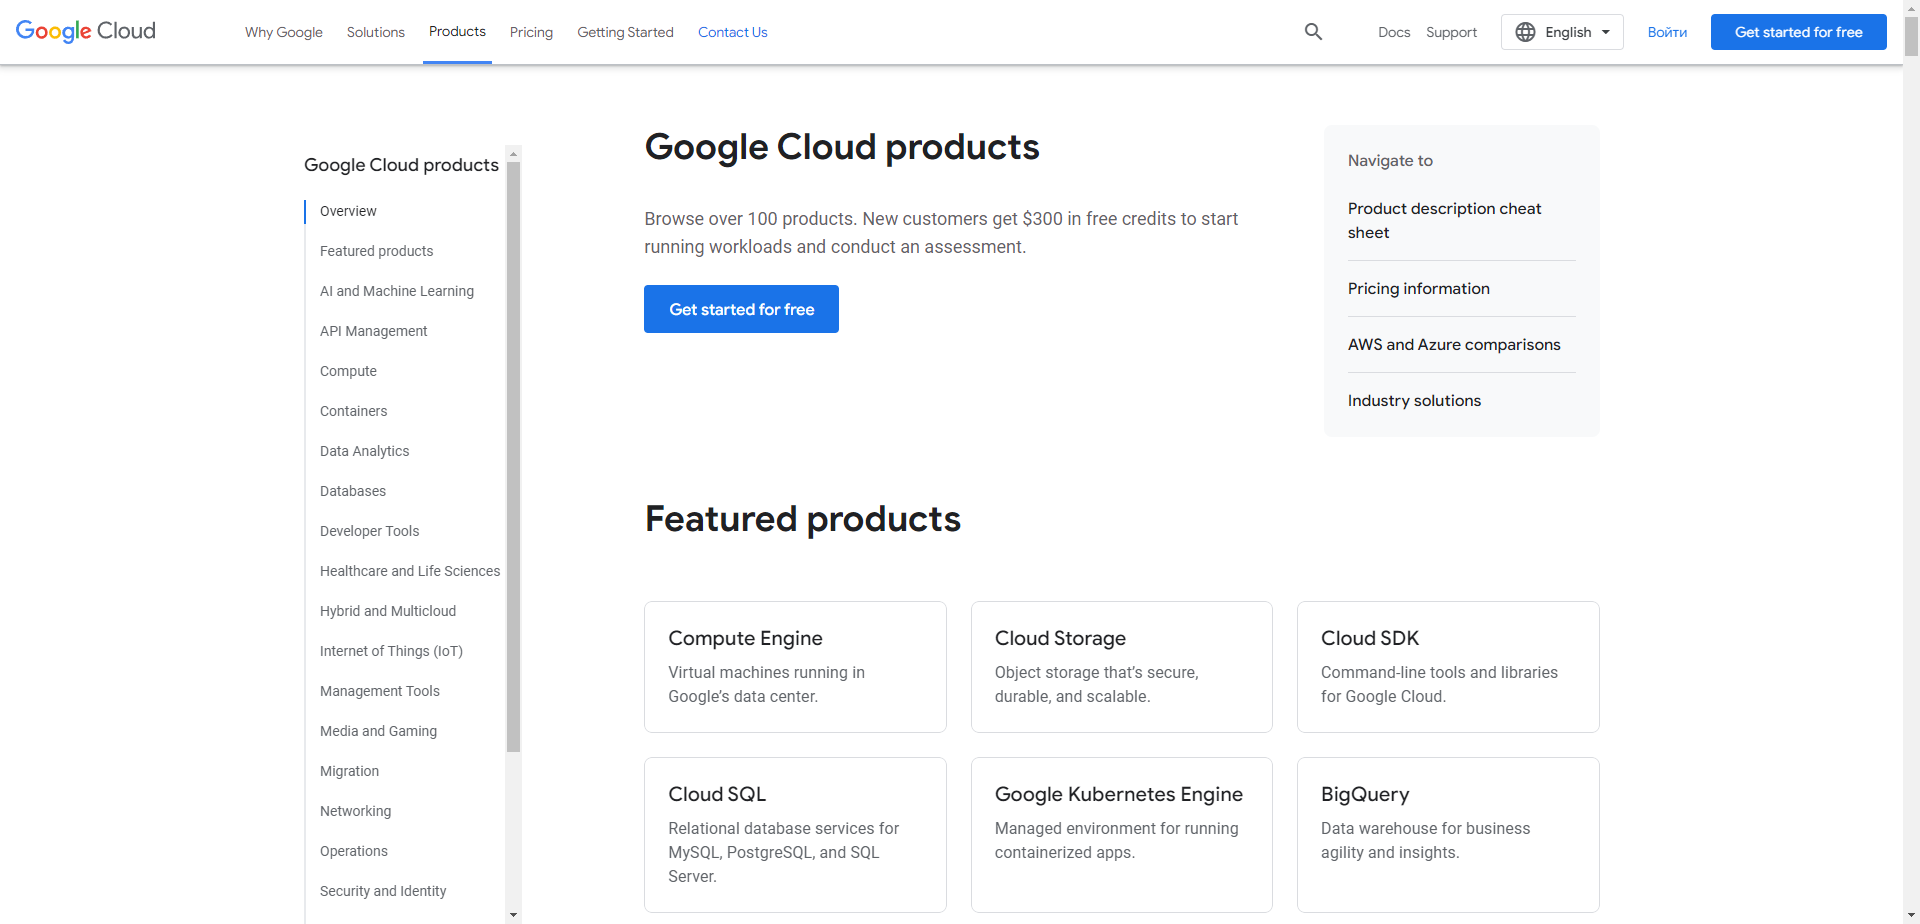 Google Cloud
Why Google
Solutions
Products
Pricing
Getting Started
Contact Us
Docs
Support
English
Войти
Get started for free
Google Cloud products
Overview
Featured products
AI and Machine Learning
API Management
Compute
Containers
Data Analytics
Databases
Developer Tools
Healthcare and Life Sciences
Hybrid and Multicloud
Internet of Things (IoT)
Management Tools
Media and Gaming
Migration
Networking
Operations
Security and Identity
Google Cloud products
Browse over 100 products. New customers get $300 in free credits to start
running workloads and conduct an assessment.
Get started for free
Navigate to
Product description cheat
sheet
Pricing information
AWS and Azure comparisons
Industry solutions
Featured products
Compute Engine
Virtual machines running in
Google’s data center.
Cloud Storage
Object storage that’s secure,
durable, and scalable.
Cloud SDK
Command-line tools and libraries
for Google Cloud.
Cloud SQL
Relational database services for
MySQL, PostgreSQL, and SQL
Server.
Google Kubernetes Engine
Managed environment for running
containerized apps.
BigQuery
Data warehouse for business
agility and insights.